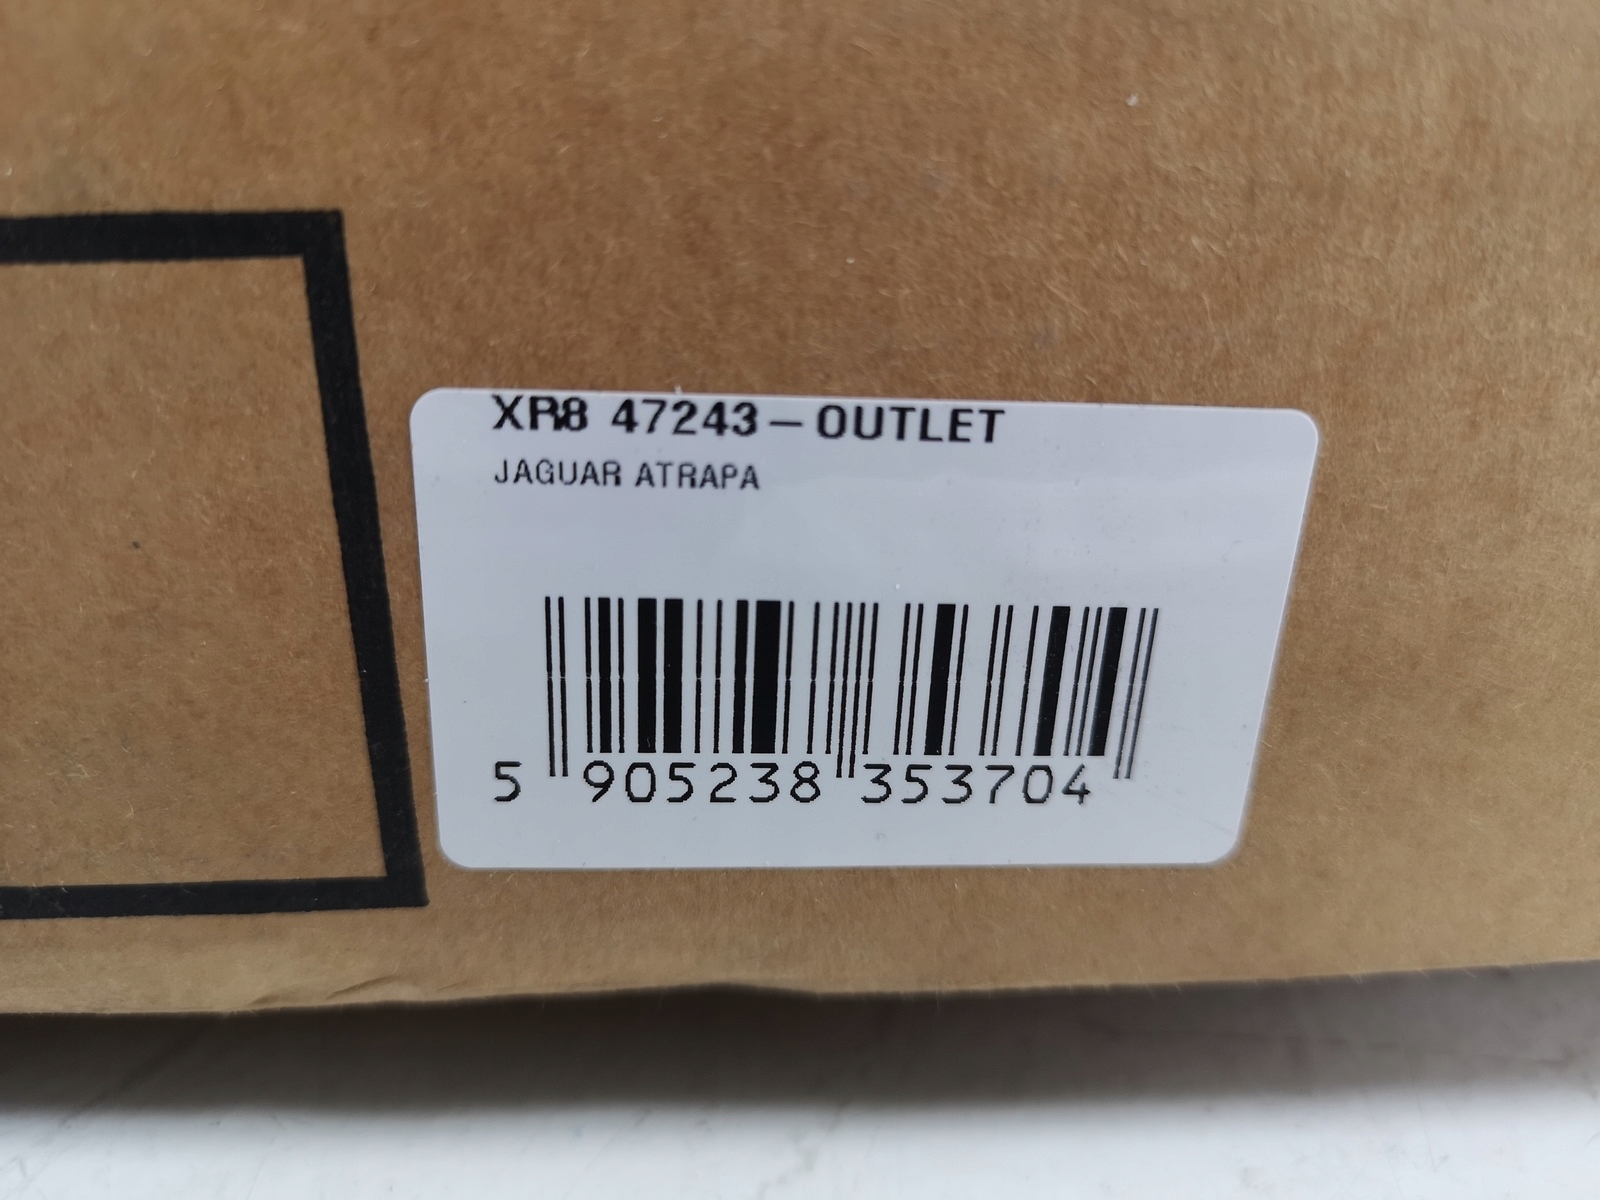 XR8 47243-OUTLET
JAGUAR ATRAPA
5 905238 353704